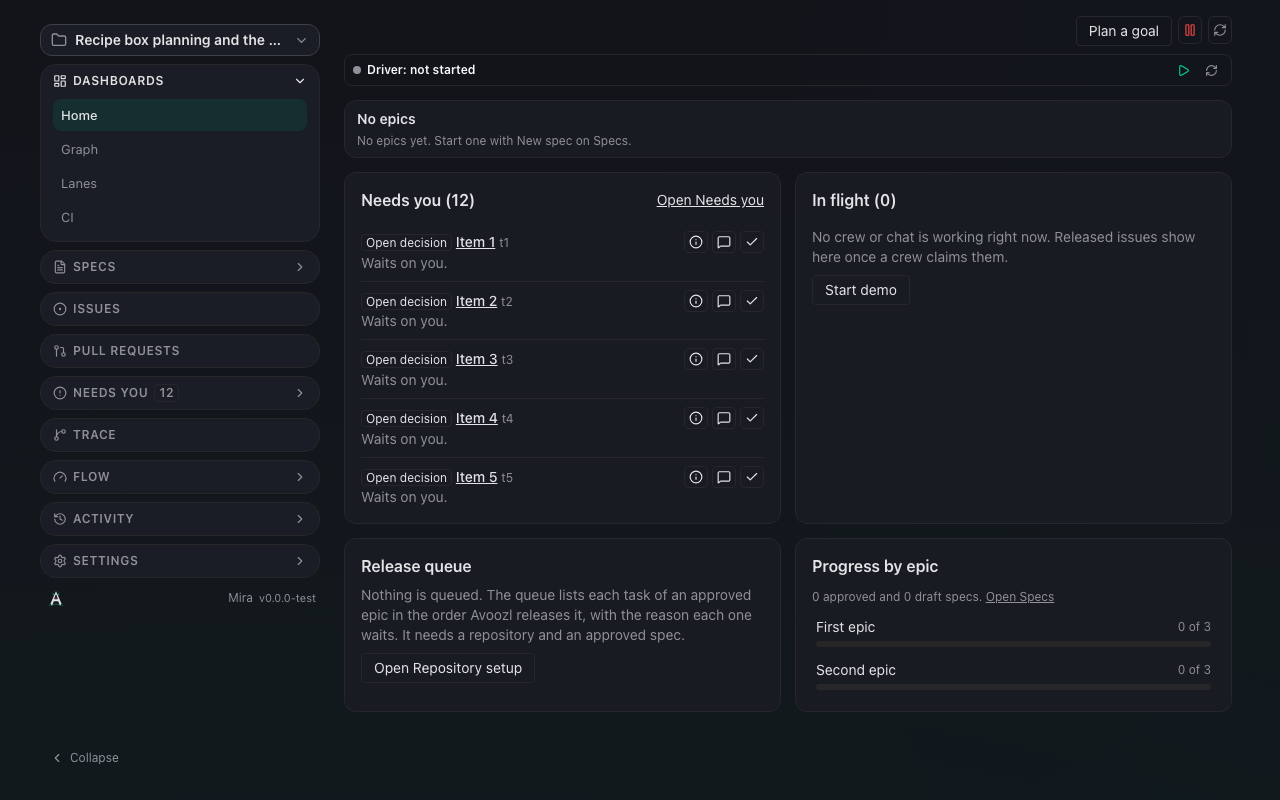 Recipe box planning and the ...
DASHBOARDS
Home
Graph
Lanes
CI
SPECS
ISSUES
PULL REQUESTS
NEEDS YOU 12
TRACE
FLOW
ACTIVITY
SETTINGS
Mira v0.0.0-test
Collapse
Plan a goal
Driver: not started
No epics
No epics yet. Start one with New spec on Specs.
Needs you (12)
Open Needs you
Open decision Item 1 t1
Waits on you.
Open decision Item 2 t2
Waits on you.
Open decision Item 3 t3
Waits on you.
Open decision Item 4 t4
Waits on you.
Open decision Item 5 t5
Waits on you.
In flight (0)
No crew or chat is working right now. Released issues show
here once a crew claims them.
Start demo
Release queue
Nothing is queued. The queue lists each task of an approved
epic in the order Avoozl releases it, with the reason each one
waits. It needs a repository and an approved spec.
Open Repository setup
Progress by epic
0 approved and 0 draft specs. Open Specs
First epic 0 of 3
Second epic 0 of 3